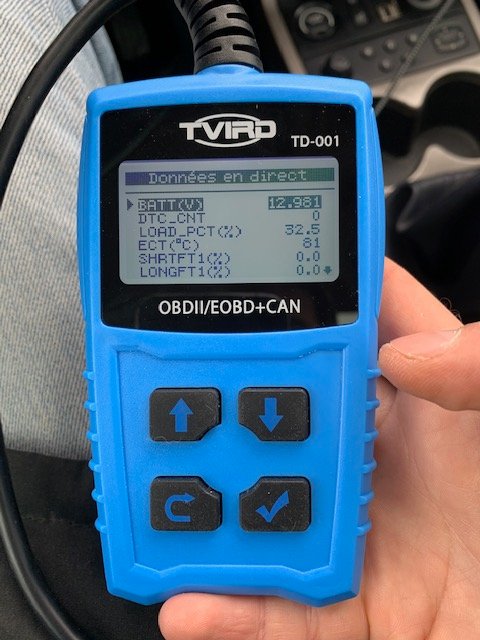 TVIRD
TD-001
Données en direct
BATT(V) 12.981
DTC_CNT 0
LOAD_PCT(%) 32.5
ECT(°C) 81
SHRTFT1(%) 0.0
LONGFT1(%) 0.0
OBDII/EOBD+CAN